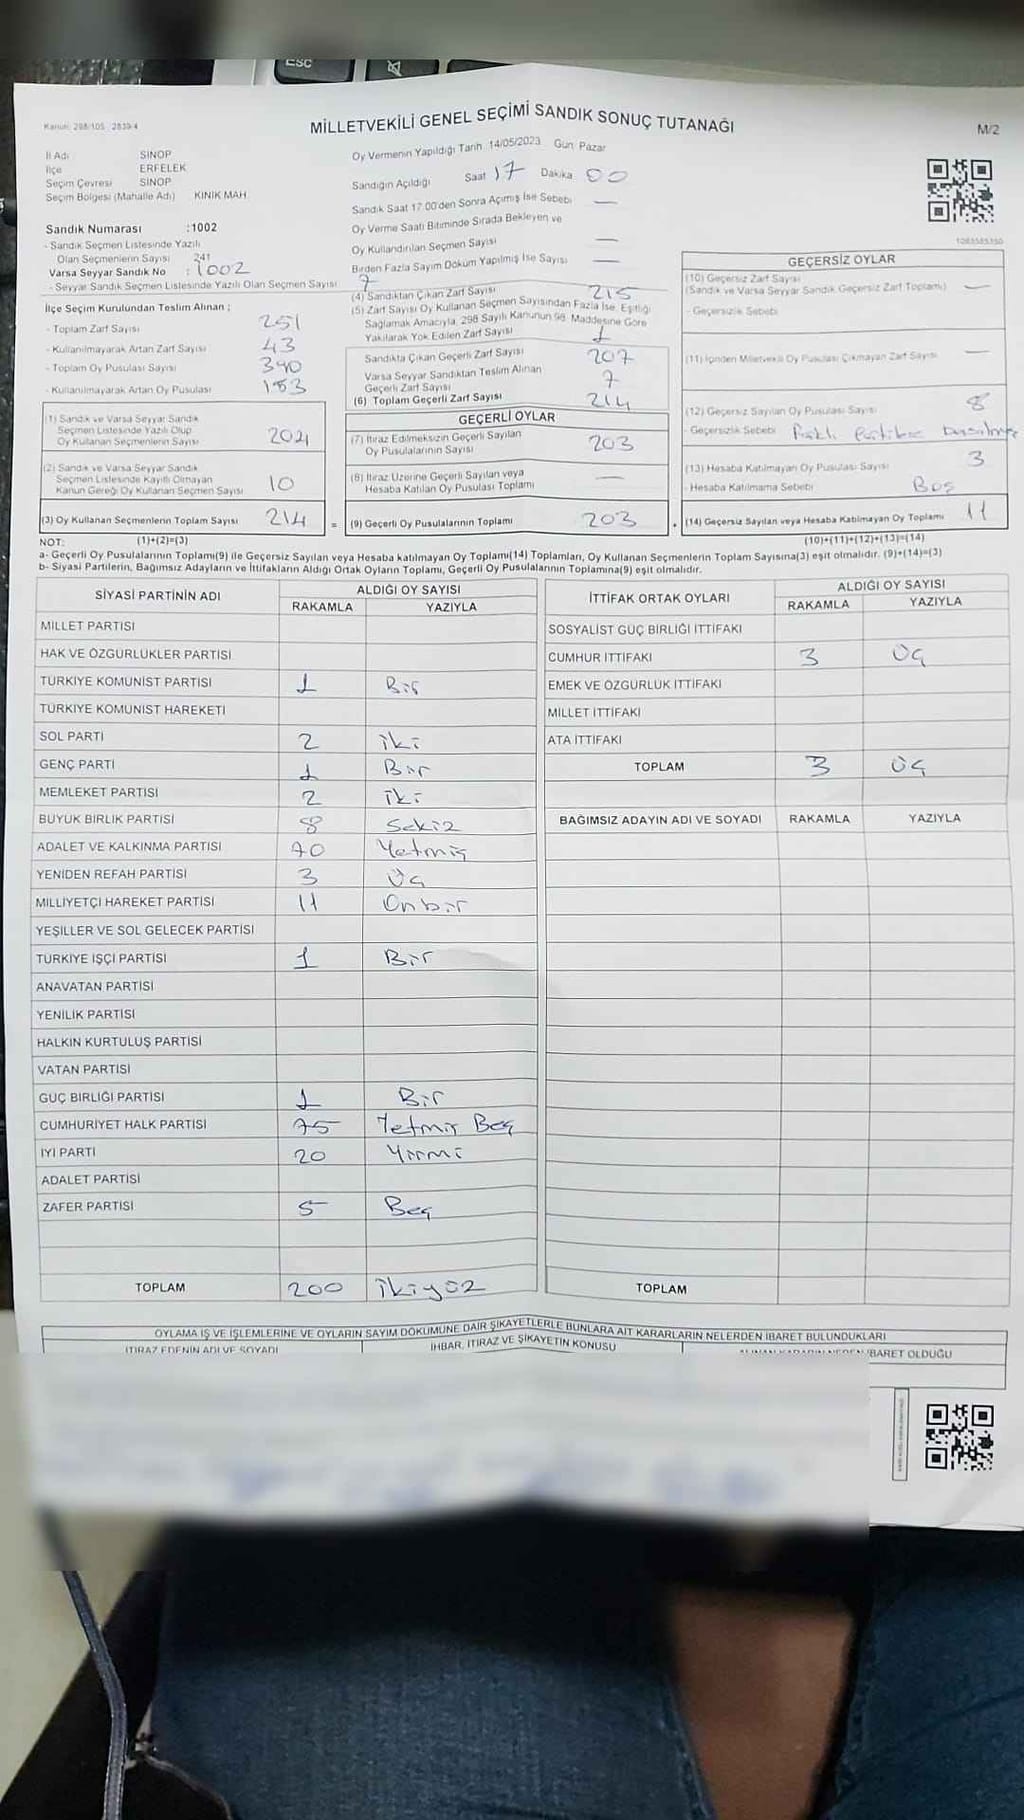 ESC
Kanun: 298/105 2839/4
MİLLETVEKİLİ GENEL SEÇİMİ SANDIK SONUÇ TUTANAĞI
M/2
İl Adı SİNOP
İlçe ERFELEK
Seçim Çevresi SİNOP
Seçim Bölgesi (Mahalle Adı) KINIK MAH.
Oy Vermenin Yapıldığı Tarih 14/05/2023 Gün Pazar
Sandığın Açıldığı Saat 17 Dakika 00
Sandık Saat 17:00'den Sonra Açımış İse Sebebi —
Oy Verme Saati Bitiminde Sırada Bekleyen ve
Oy Kullandırılan Seçmen Sayısı —
Birden Fazla Sayım Döküm Yapılmış İse Sayısı —
Sandık Numarası :1002
- Sandık Seçmen Listesinde Yazılı
Olan Seçmenlerin Sayısı 241
Varsa Seyyar Sandık No : 1002
- Seyyar Sandık Seçmen Listesinde Yazılı Olan Seçmen Sayısı 7
İlçe Seçim Kurulundan Teslim Alınan ;
- Toplam Zarf Sayısı 251
- Kullanılmayarak Artan Zarf Sayısı 43
- Toplam Oy Pusulası Sayısı 390
- Kullanılmayarak Artan Oy Pusulası 183
(4) Sandıktan Çıkan Zarf Sayısı 215
(5) Zarf Sayısı Oy Kullanan Seçmen Sayısından Fazla İse, Eşitliği
Sağlamak Amacıyla, 298 Sayılı Kanunun 98. Maddesine Göre
Yakılarak Yok Edilen Zarf Sayısı 1
Sandıkta Çıkan Geçerli Zarf Sayısı 207
Varsa Seyyar Sandıktan Teslim Alınan
Geçerli Zarf Sayısı 7
(6) Toplam Geçerli Zarf Sayısı 214
1083585350
GEÇERSİZ OYLAR
(10) Geçersiz Zarf Sayısı
(Sandık ve Varsa Seyyar Sandık Geçersiz Zarf Toplamı) —
- Geçersizlik Sebebi
(11) İçinden Milletvekili Oy Pusulası Çıkmayan Zarf Sayısı —
(12) Geçersiz Sayılan Oy Pusulası Sayısı 8
- Geçersizlik Sebebi
(13) Hesaba Katılmayan Oy Pusulası Sayısı 3
- Hesaba Katılmama Sebebi Boş
(14) Geçersiz Sayılan veya Hesaba Katılmayan Oy Toplamı 11
(1) Sandık ve Varsa Seyyar Sandık
Seçmen Listesinde Yazılı Olup
Oy Kullanan Seçmenlerin Sayısı 204
(2) Sandık ve Varsa Seyyar Sandık
Seçmen Listesinde Kayıtlı Olmayan
Kanun Gereği Oy Kullanan Seçmen Sayısı 10
(3) Oy Kullanan Seçmenlerin Toplam Sayısı 214 =
GEÇERLİ OYLAR
(7) İtiraz Edilmeksizin Geçerli Sayılan
Oy Pusulalarının Sayısı 203
(8) İtiraz Üzerine Geçerli Sayılan veya
Hesaba Katılan Oy Pusulası Toplamı —
(9) Geçerli Oy Pusulalarının Toplamı 203 +
NOT: (1)+(2)=(3) (10)+(11)+(12)+(13)=(14)
a- Geçerli Oy Pusulalarının Toplamı(9) ile Geçersiz Sayılan veya Hesaba katılmayan Oy Toplamı(14) Toplamları, Oy Kullanan Seçmenlerin Toplam Sayısına(3) eşit olmalıdır. (9)+(14)=(3)
b- Siyasi Partilerin, Bağımsız Adayların ve İttifakların Aldığı Ortak Oyların Toplamı, Geçerli Oy Pusulalarının Toplamına(9) eşit olmalıdır.
SİYASİ PARTİNİN ADI ALDIĞI OY SAYISI
RAKAMLA YAZIYLA
MİLLET PARTİSİ
HAK VE ÖZGÜRLÜKLER PARTİSİ
TÜRKİYE KOMÜNİST PARTİSİ 1 Bir
TÜRKİYE KOMÜNİST HAREKETİ
SOL PARTİ 2 iki
GENÇ PARTİ 1 Bir
MEMLEKET PARTİSİ 2 iki
BÜYÜK BİRLİK PARTİSİ 8 Sekiz
ADALET VE KALKINMA PARTİSİ 70 Yetmiş
YENİDEN REFAH PARTİSİ 3 Üç
MİLLİYETÇİ HAREKET PARTİSİ 11 Onbir
YEŞİLLER VE SOL GELECEK PARTİSİ
TÜRKİYE İŞÇİ PARTİSİ 1 Bir
ANAVATAN PARTİSİ
YENİLİK PARTİSİ
HALKIN KURTULUŞ PARTİSİ
VATAN PARTİSİ
GÜÇ BİRLİĞİ PARTİSİ 1 Bir
CUMHURİYET HALK PARTİSİ 75 Yetmiş Beş
İYİ PARTİ 20 Yirmi
ADALET PARTİSİ
ZAFER PARTİSİ 5 Beş
TOPLAM 200 ikiyüz
İTTİFAK ORTAK OYLARI ALDIĞI OY SAYISI
RAKAMLA YAZIYLA
SOSYALİST GÜÇ BİRLİĞİ İTTİFAKI
CUMHUR İTTİFAKI 3 Üç
EMEK VE ÖZGÜRLÜK İTTİFAKI
MİLLET İTTİFAKI
ATA İTTİFAKI
TOPLAM 3 Üç
BAĞIMSIZ ADAYIN ADI VE SOYADI RAKAMLA YAZIYLA
TOPLAM
OYLAMA İŞ VE İŞLEMLERİNE VE OYLARIN SAYIM DÖKÜMÜNE DAİR ŞİKAYETLERLE BUNLARA AİT KARARLARIN NELERDEN İBARET BULUNDUKLARI
İTİRAZ EDENİN ADI VE SOYADI İHBAR, İTİRAZ VE ŞİKAYETİN KONUSU İBARET OLDUĞU